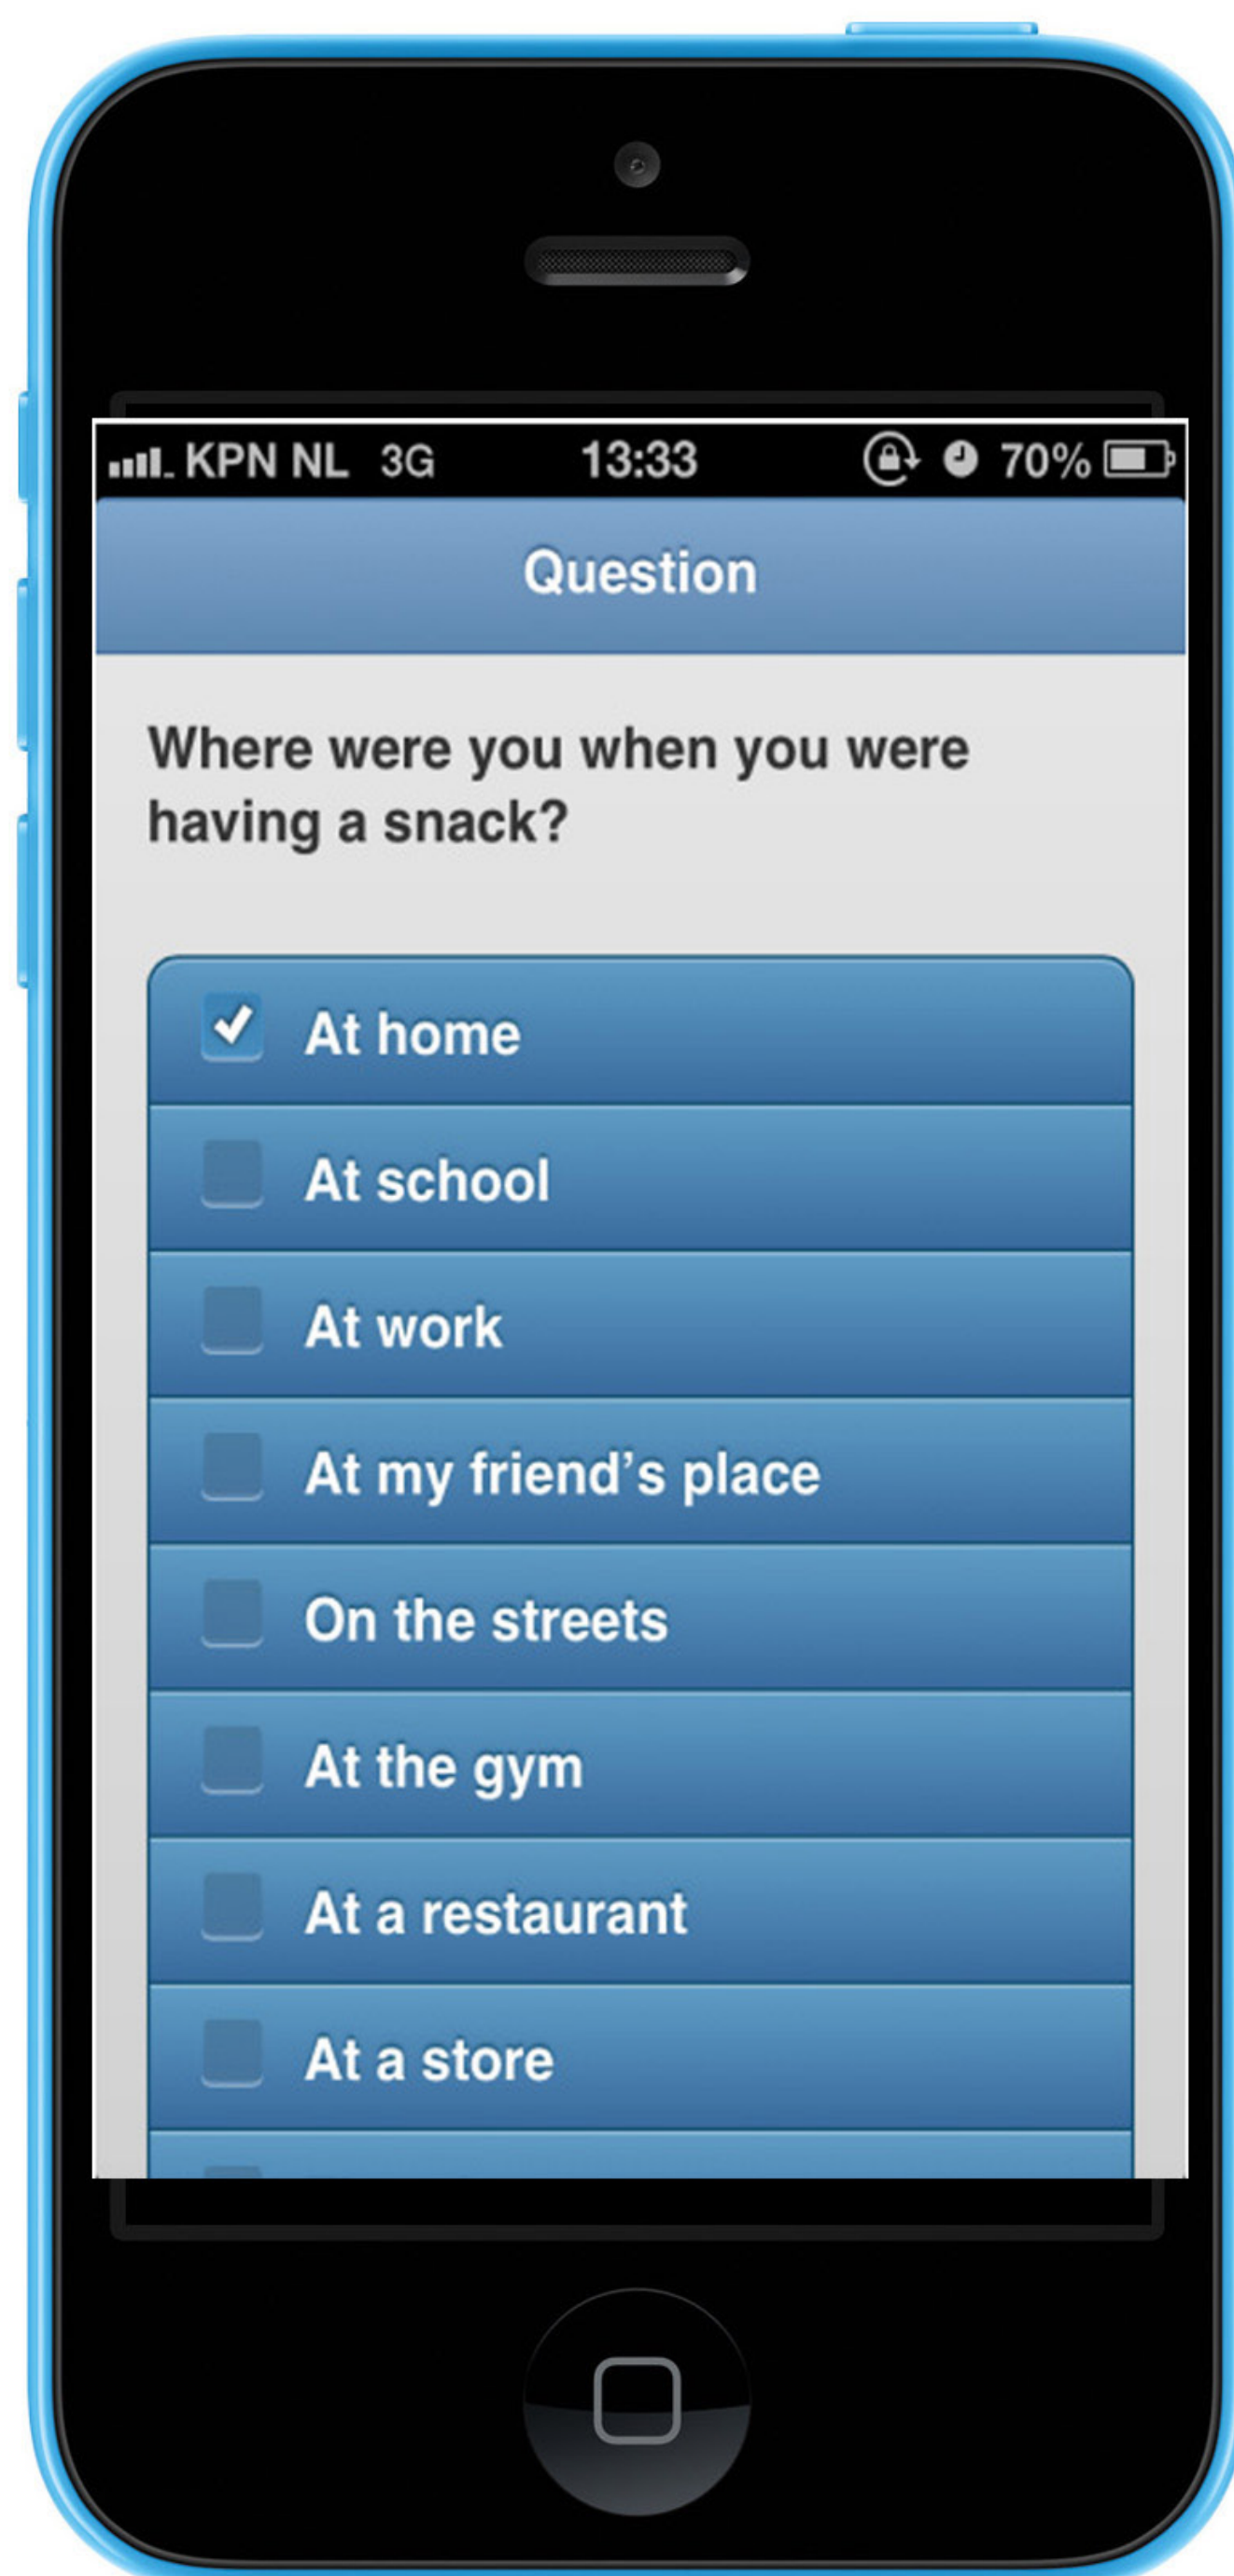 KPN NL 3G 13:33 70%
Question
Where were you when you were
having a snack?
At home
At school
At work
At my friend’s place
On the streets
At the gym
At a restaurant
At a store